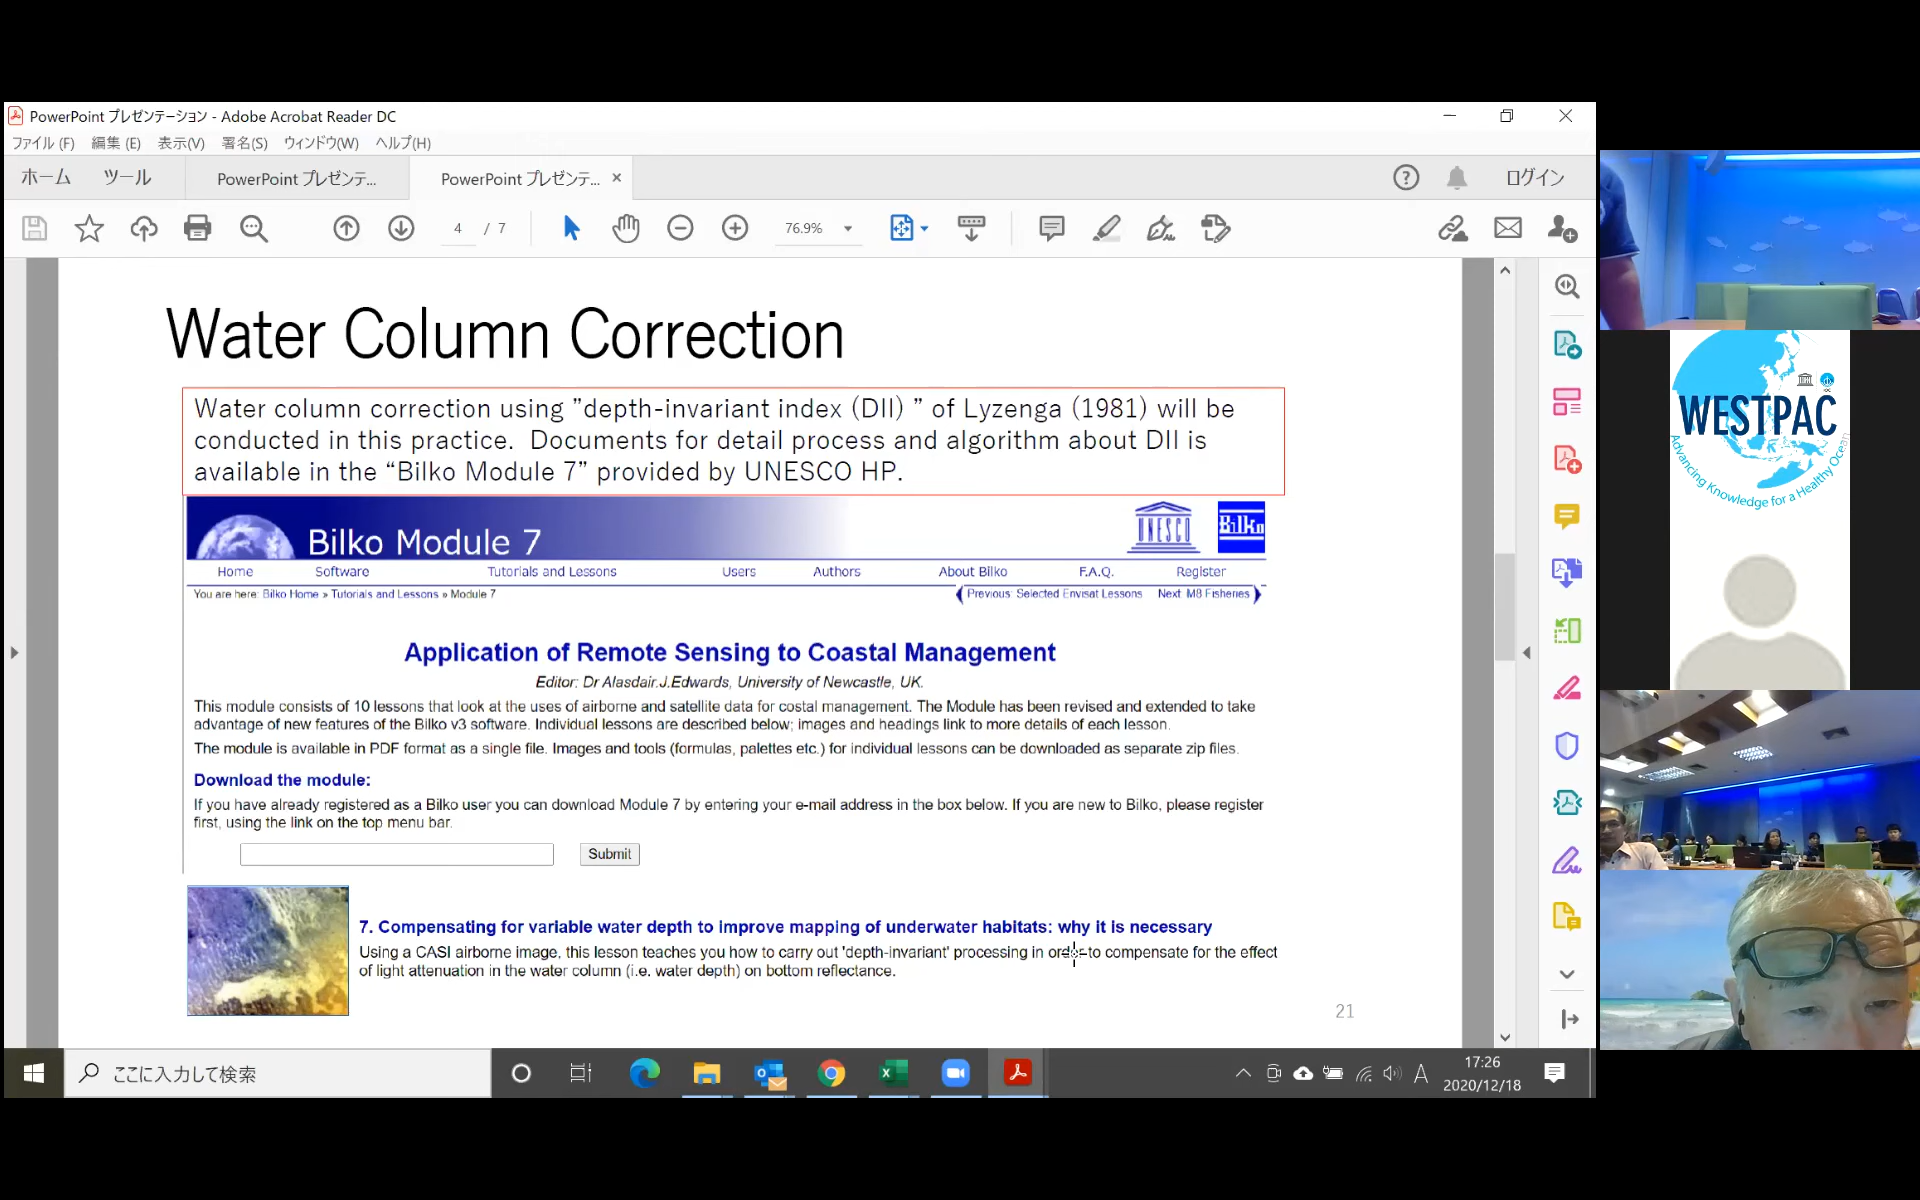 PowerPoint プレゼンテーション - Adobe Acrobat Reader DC
ファイル (F) 編集 (E) 表示(V) 署名(S) ウィンドウ(W) ヘルプ(H)
ホーム ツール PowerPoint プレゼンテ... PowerPoint プレゼンテ... × ログイン
4 / 7 76.9%
Water Column Correction
Water column correction using ”depth-invariant index (DII) ” of Lyzenga (1981) will be
conducted in this practice. Documents for detail process and algorithm about DII is
available in the “Bilko Module 7” provided by UNESCO HP.
Bilko Module 7
UNESCO
Bilko
Home Software Tutorials and Lessons Users Authors About Bilko F.A.Q. Register
You are here: Bilko Home » Tutorials and Lessons » Module 7
Previous: Selected Envisat Lessons Next: M8 Fisheries
Application of Remote Sensing to Coastal Management
Editor: Dr Alasdair.J.Edwards, University of Newcastle, UK.
This module consists of 10 lessons that look at the uses of airborne and satellite data for costal management. The Module has been revised and extended to take
advantage of new features of the Bilko v3 software. Individual lessons are described below; images and headings link to more details of each lesson.
The module is available in PDF format as a single file. Images and tools (formulas, palettes etc.) for individual lessons can be downloaded as separate zip files.
Download the module:
If you have already registered as a Bilko user you can download Module 7 by entering your e-mail address in the box below. If you are new to Bilko, please register
first, using the link on the top menu bar.
Submit
7. Compensating for variable water depth to improve mapping of underwater habitats: why it is necessary
Using a CASI airborne image, this lesson teaches you how to carry out 'depth-invariant' processing in order to compensate for the effect
of light attenuation in the water column (i.e. water depth) on bottom reflectance.
21
ここに入力して検索
A
17:26
2020/12/18
WESTPAC
Advancing Knowledge for a Healthy Ocean